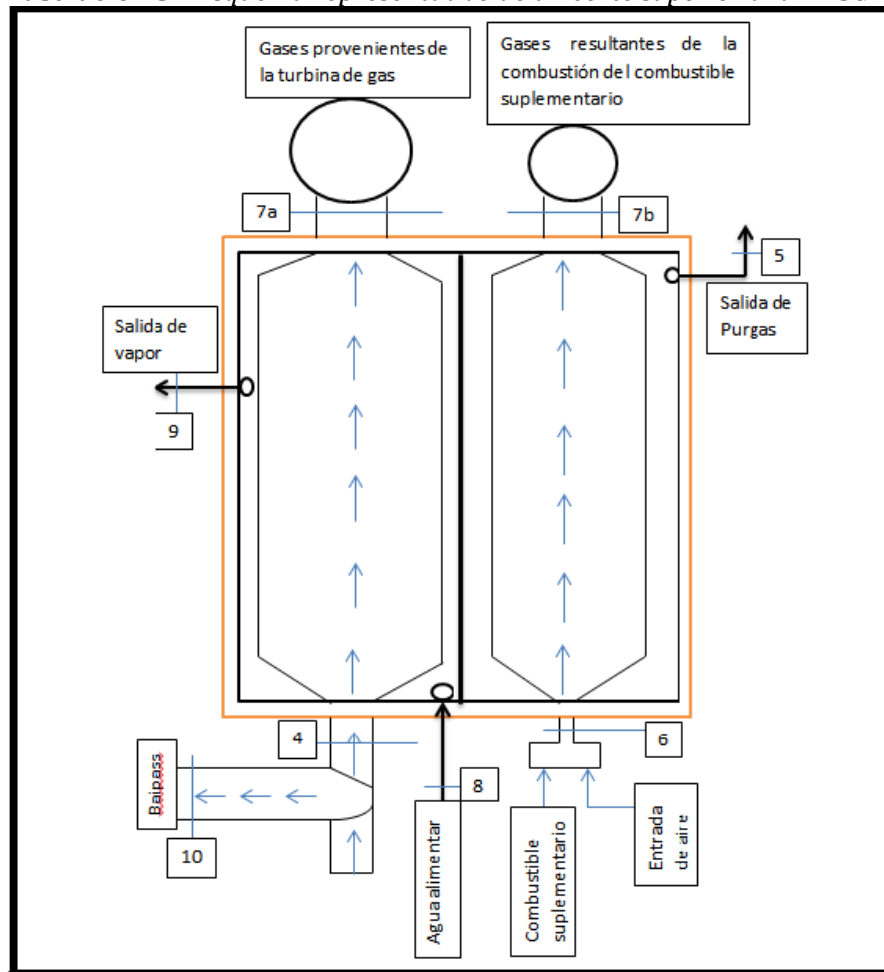 Gases provenientes de
la turbina de gas
Gases resultantes de la
combustión del combustible
suplementario
7a
7b
5
Salida de
Purgas
Salida de
vapor
9
4
6
8
Baipass
10
Agua alimentar
Combustible
suplementario
Entrada
de aire